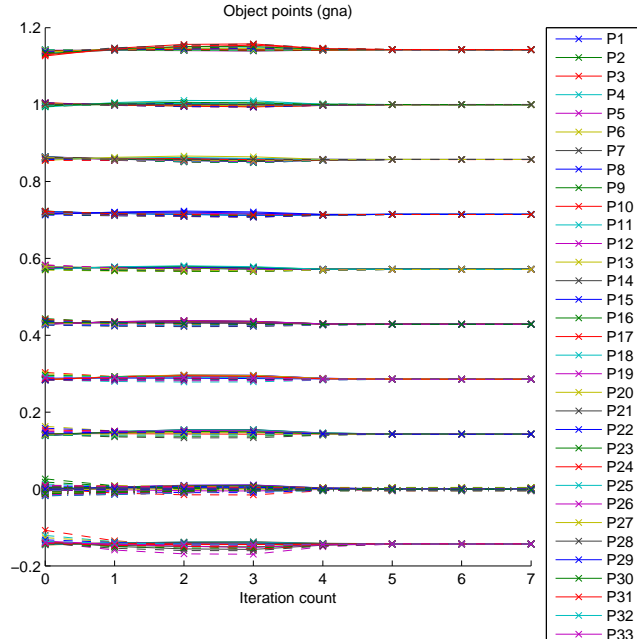 Object points (gna)
1.2
1
0.8
0.6
0.4
0.2
0
−0.2
0
1
2
3
4
5
6
7
Iteration count
P1
P2
P3
P4
P5
P6
P7
P8
P9
P10
P11
P12
P13
P14
P15
P16
P17
P18
P19
P20
P21
P22
P23
P24
P25
P26
P27
P28
P29
P30
P31
P32
P33